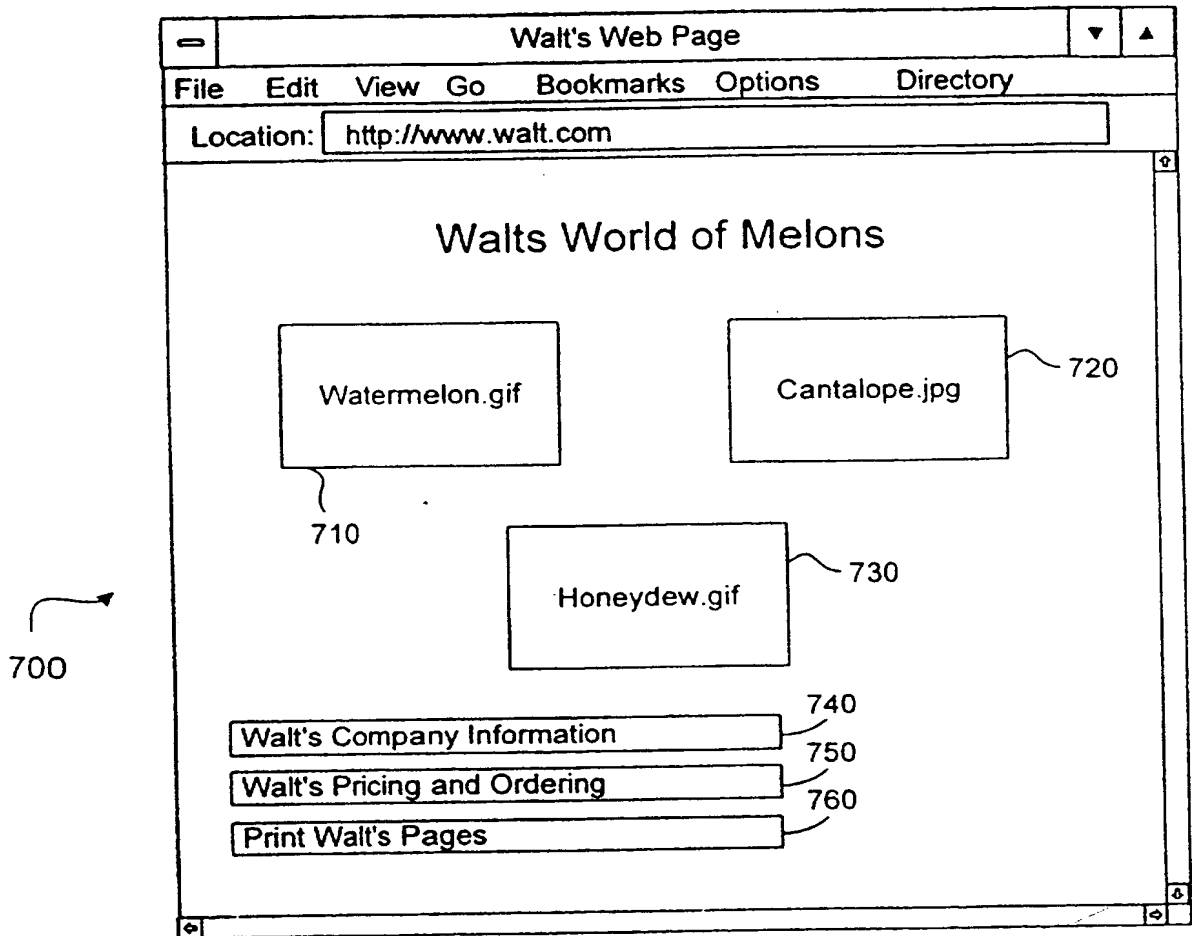 Walt's Web Page
File Edit View Go Bookmarks Options Directory
Location: http://www.walt.com
Walts World of Melons
Watermelon.gif
Cantalope.jpg
720
710
Honeydew.gif
730
700
740
Walt's Company Information
750
Walt's Pricing and Ordering
760
Print Walt's Pages